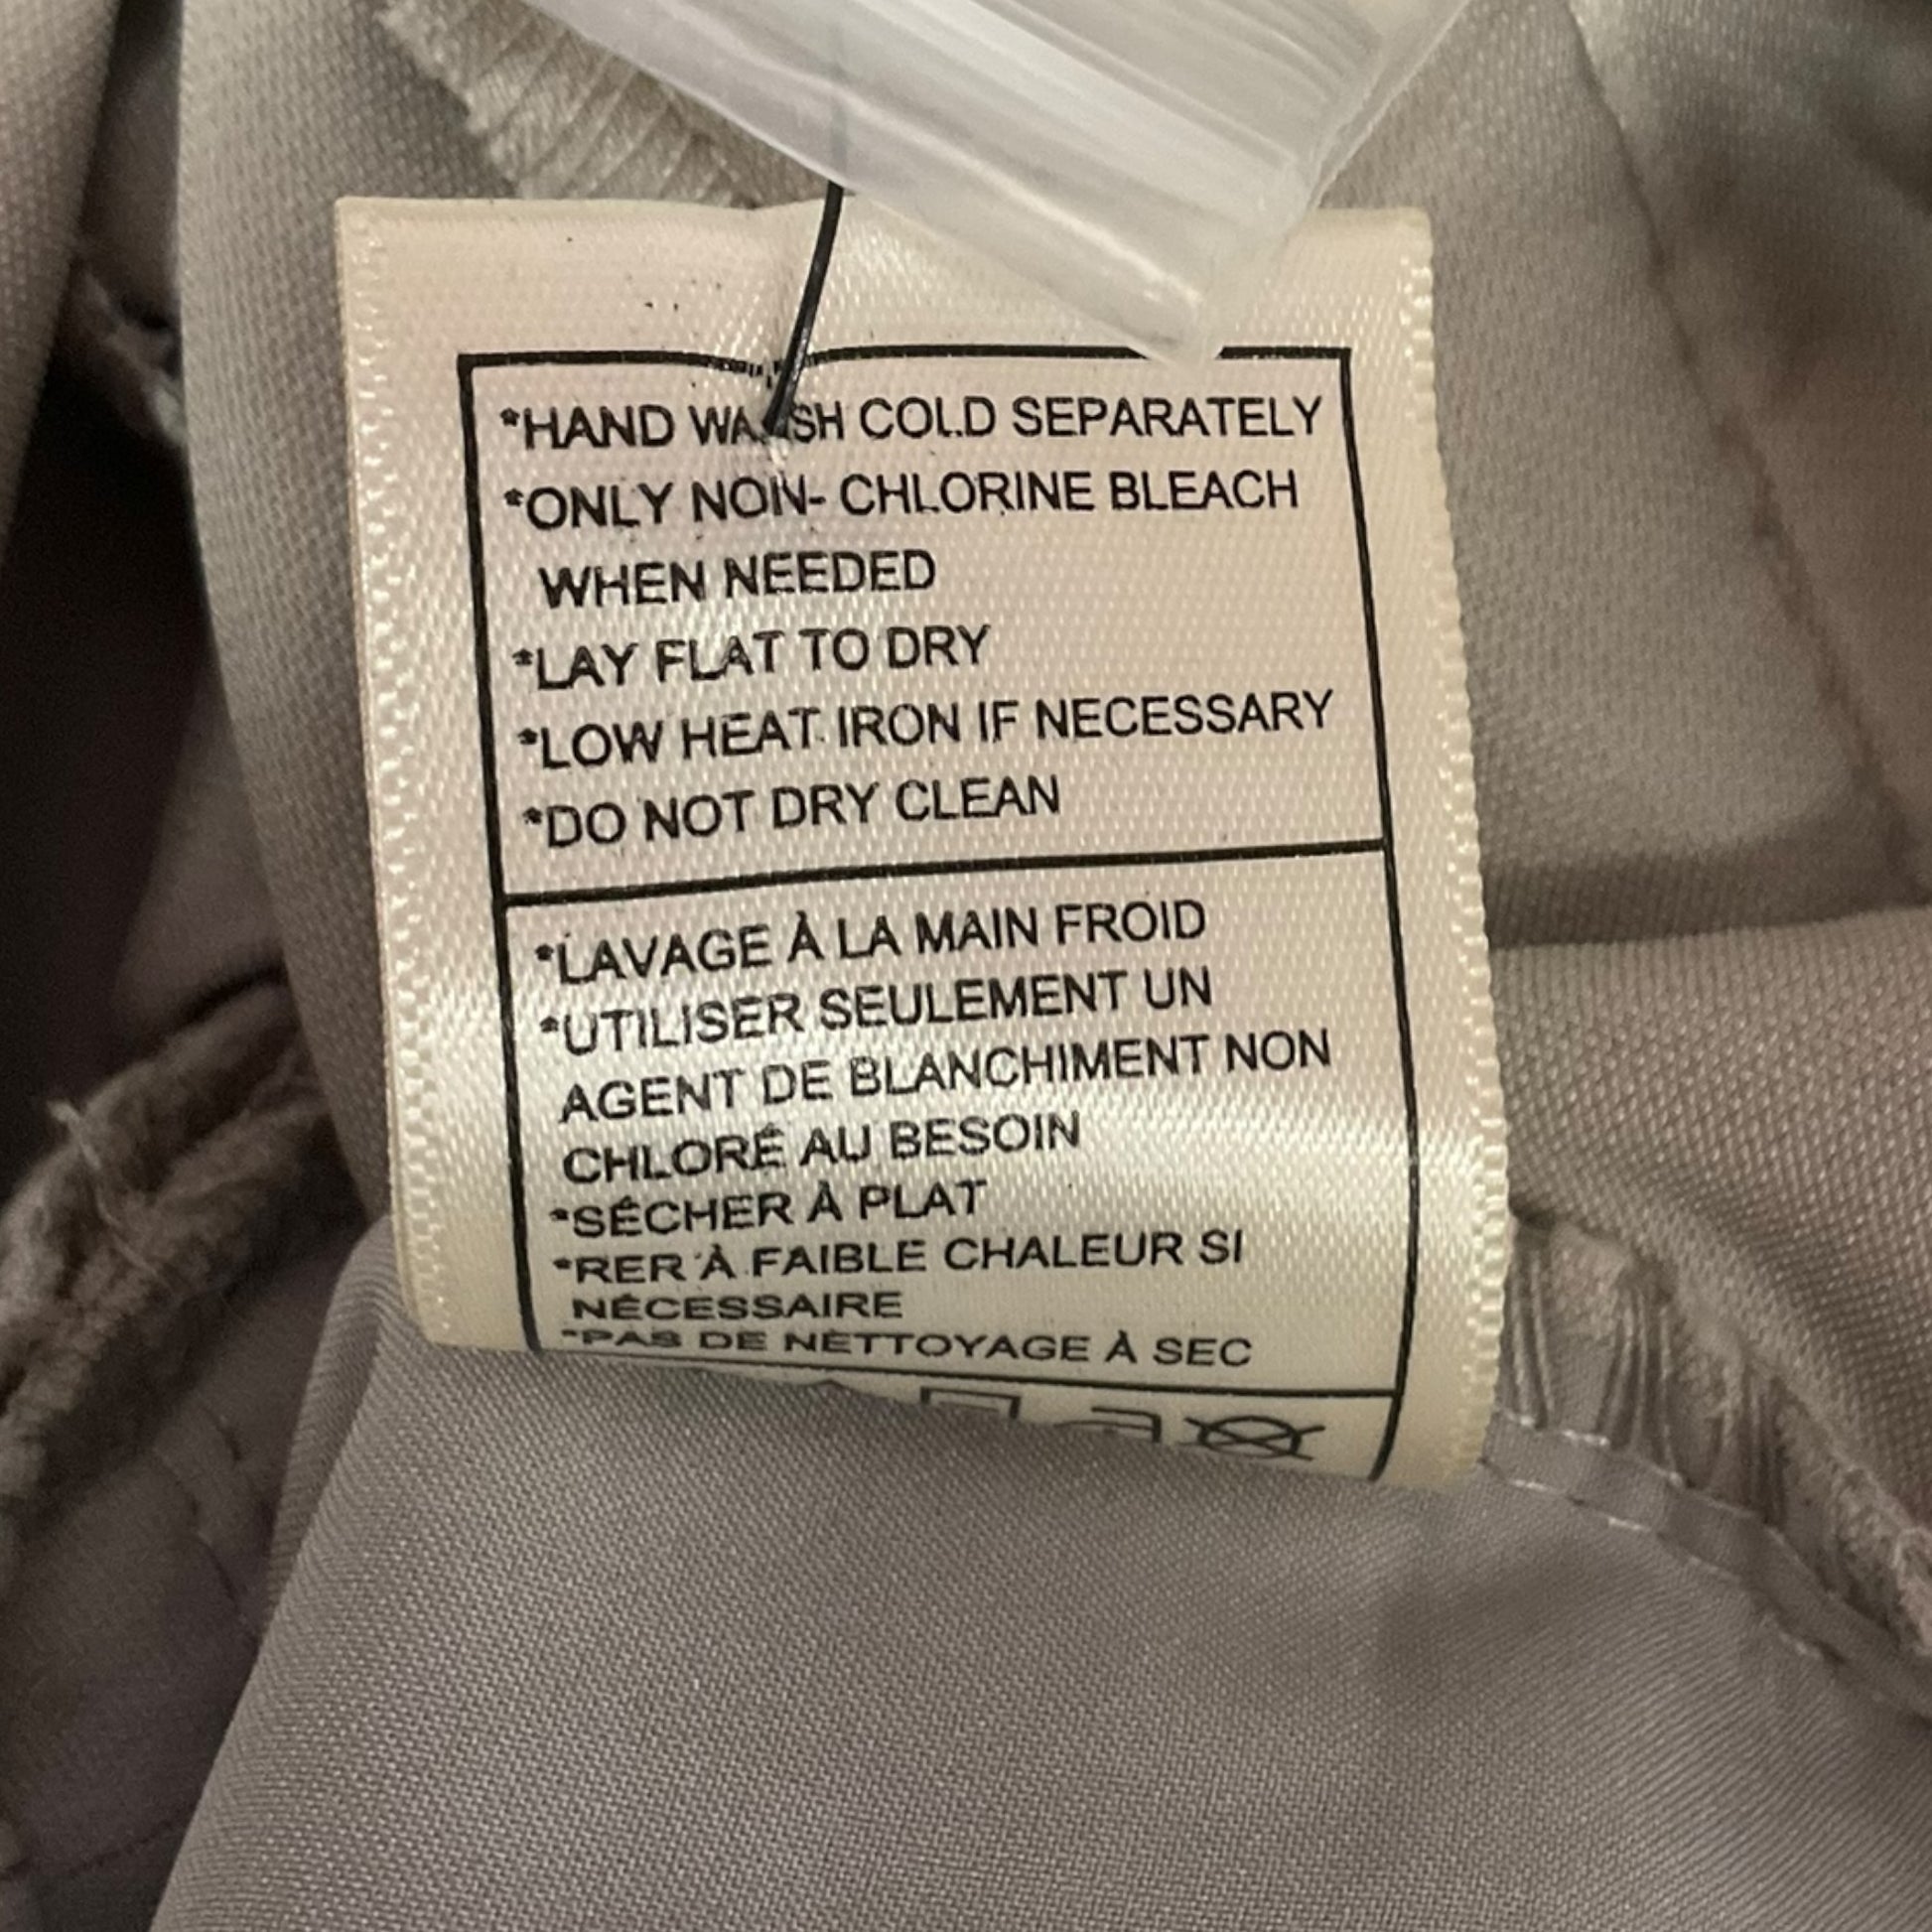 *HAND WASH COLD SEPARATELY
*ONLY NON- CHLORINE BLEACH
WHEN NEEDED
*LAY FLAT TO DRY
*LOW HEAT IRON IF NECESSARY
*DO NOT DRY CLEAN
*LAVAGE À LA MAIN FROID
*UTILISER SEULEMENT UN
AGENT DE BLANCHIMENT NON
CHLORÉ AU BESOIN
*SÉCHER À PLAT
*RER À FAIBLE CHALEUR SI
NÉCESSAIRE
*PAS DE NETTOYAGE À SEC